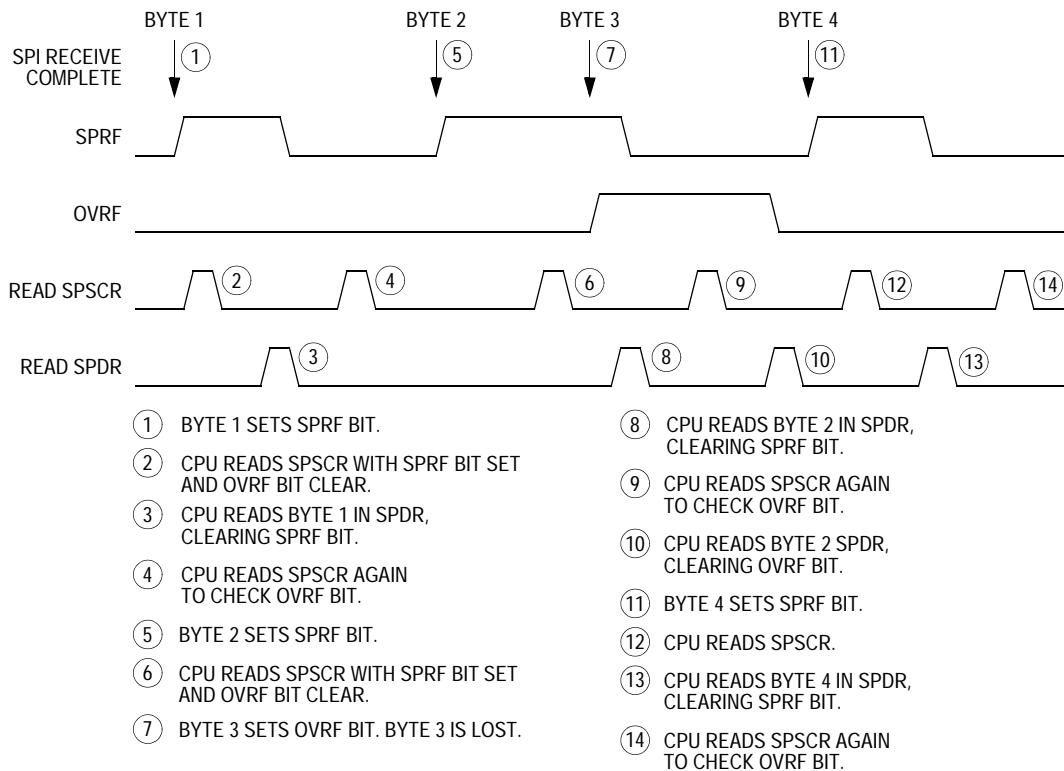 BYTE 1 BYTE 2 BYTE 3 BYTE 4
SPI RECEIVE
COMPLETE
1 5 7 11
SPRF
OVRF
READ SPSCR
2 4 6 9 12 14
READ SPDR
3 8 10 13
1 BYTE 1 SETS SPRF BIT.
2 CPU READS SPSCR WITH SPRF BIT SET
AND OVRF BIT CLEAR.
3 CPU READS BYTE 1 IN SPDR,
CLEARING SPRF BIT.
4 CPU READS SPSCR AGAIN
TO CHECK OVRF BIT.
5 BYTE 2 SETS SPRF BIT.
6 CPU READS SPSCR WITH SPRF BIT SET
AND OVRF BIT CLEAR.
7 BYTE 3 SETS OVRF BIT. BYTE 3 IS LOST.
8 CPU READS BYTE 2 IN SPDR,
CLEARING SPRF BIT.
9 CPU READS SPSCR AGAIN
TO CHECK OVRF BIT.
10 CPU READS BYTE 2 SPDR,
CLEARING OVRF BIT.
11 BYTE 4 SETS SPRF BIT.
12 CPU READS SPSCR.
13 CPU READS BYTE 4 IN SPDR,
CLEARING SPRF BIT.
14 CPU READS SPSCR AGAIN
TO CHECK OVRF BIT.